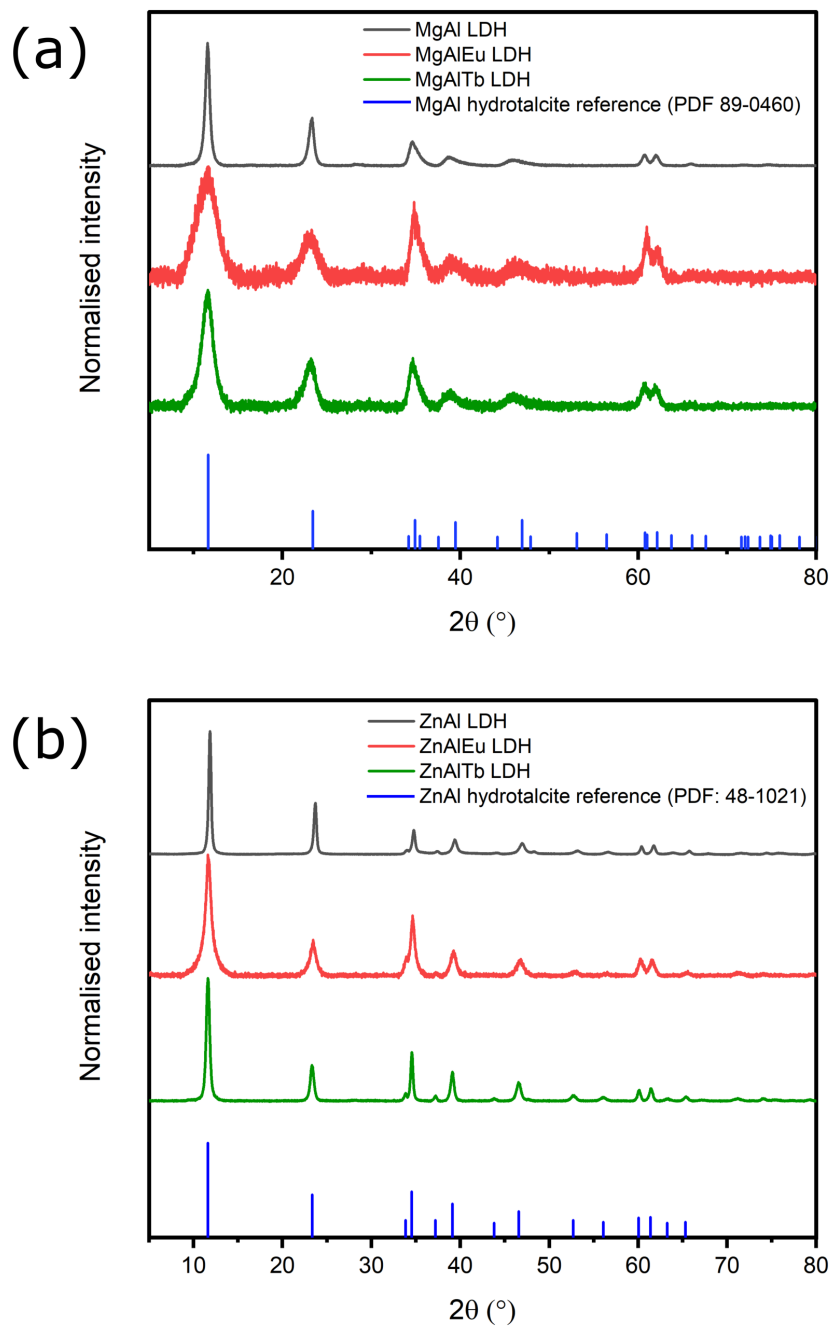 (a)
MgAl LDH
MgAlEu LDH
MgAlTb LDH
MgAl hydrotalcite reference (PDF 89-0460)
Normalised intensity
20 40 60 80
2θ (°)
(b)
ZnAl LDH
ZnAlEu LDH
ZnAlTb LDH
ZnAl hydrotalcite reference (PDF: 48-1021)
Normalised intensity
10 20 30 40 50 60 70 80
2θ (°)